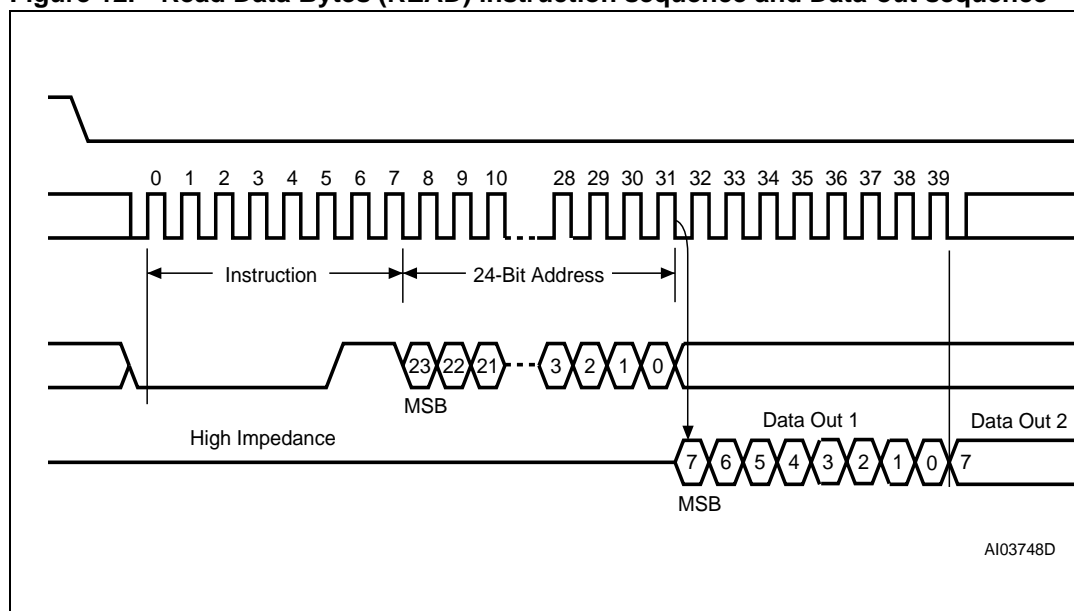 Figure 12. Read Data Bytes (READ) instruction sequence and Data-out sequence
0 1 2 3 4 5 6 7 8 9 10 28 29 30 31 32 33 34 35 36 37 38 39
Instruction 24-Bit Address
23 22 21 3 2 1 0
MSB
High Impedance Data Out 1 Data Out 2
7 6 5 4 3 2 1 0 7
MSB
AI03748D